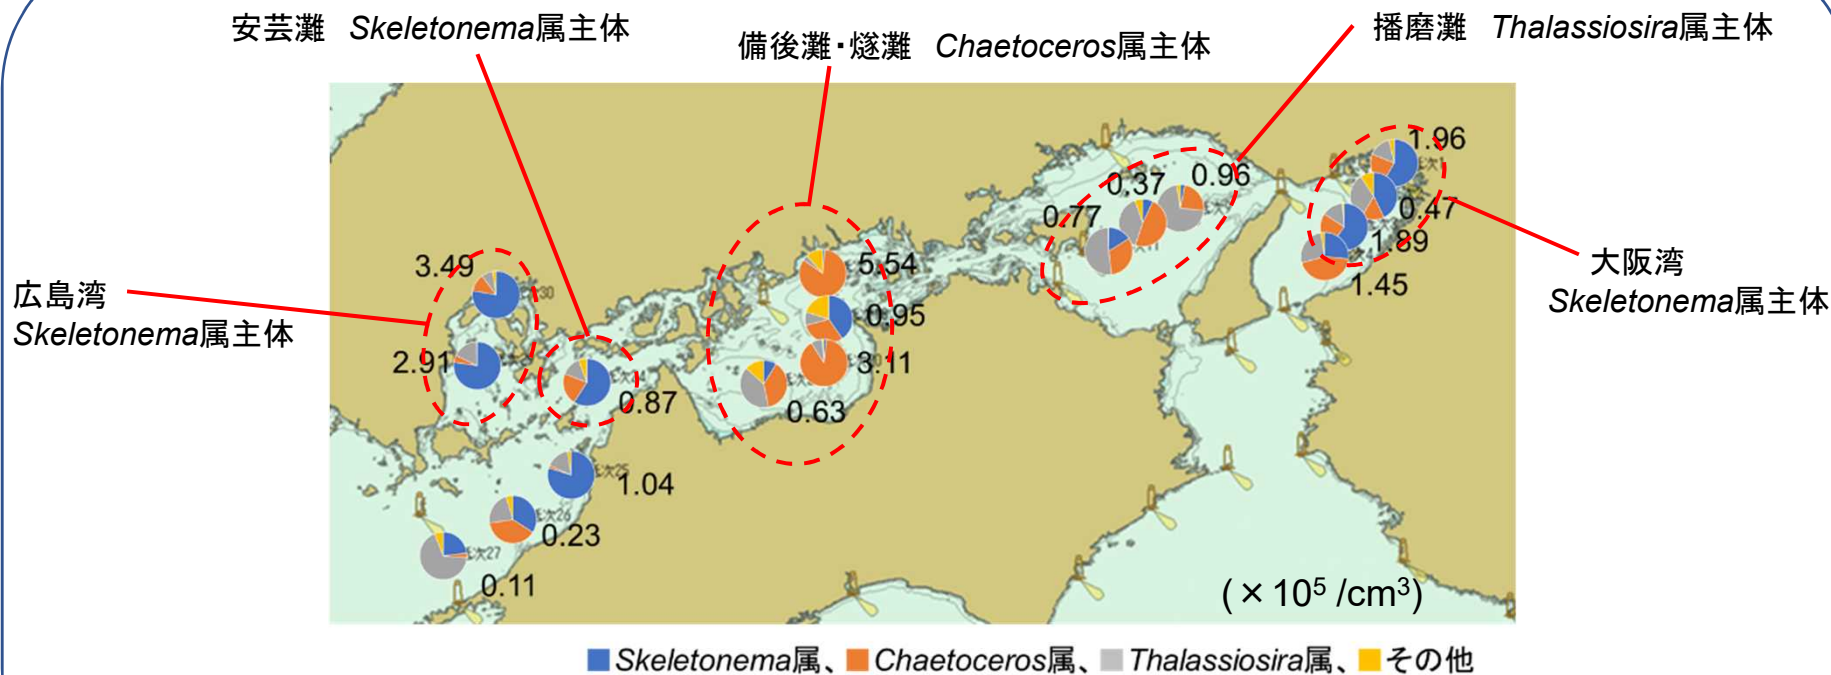 安芸灘 Skeletonema属主体
備後灘・燧灘 Chaetoceros属主体
播磨灘 Thalassiosira属主体
広島湾
Skeletonema属主体
大阪湾
Skeletonema属主体
3.49
2.91
0.87
5.54
0.95
3.11
0.63
0.77
0.37
0.96
1.96
0.47
1.89
1.45
1.04
0.23
0.11
(×10⁵ /cm³)
Skeletonema属、 Chaetoceros属、 Thalassiosira属、 その他